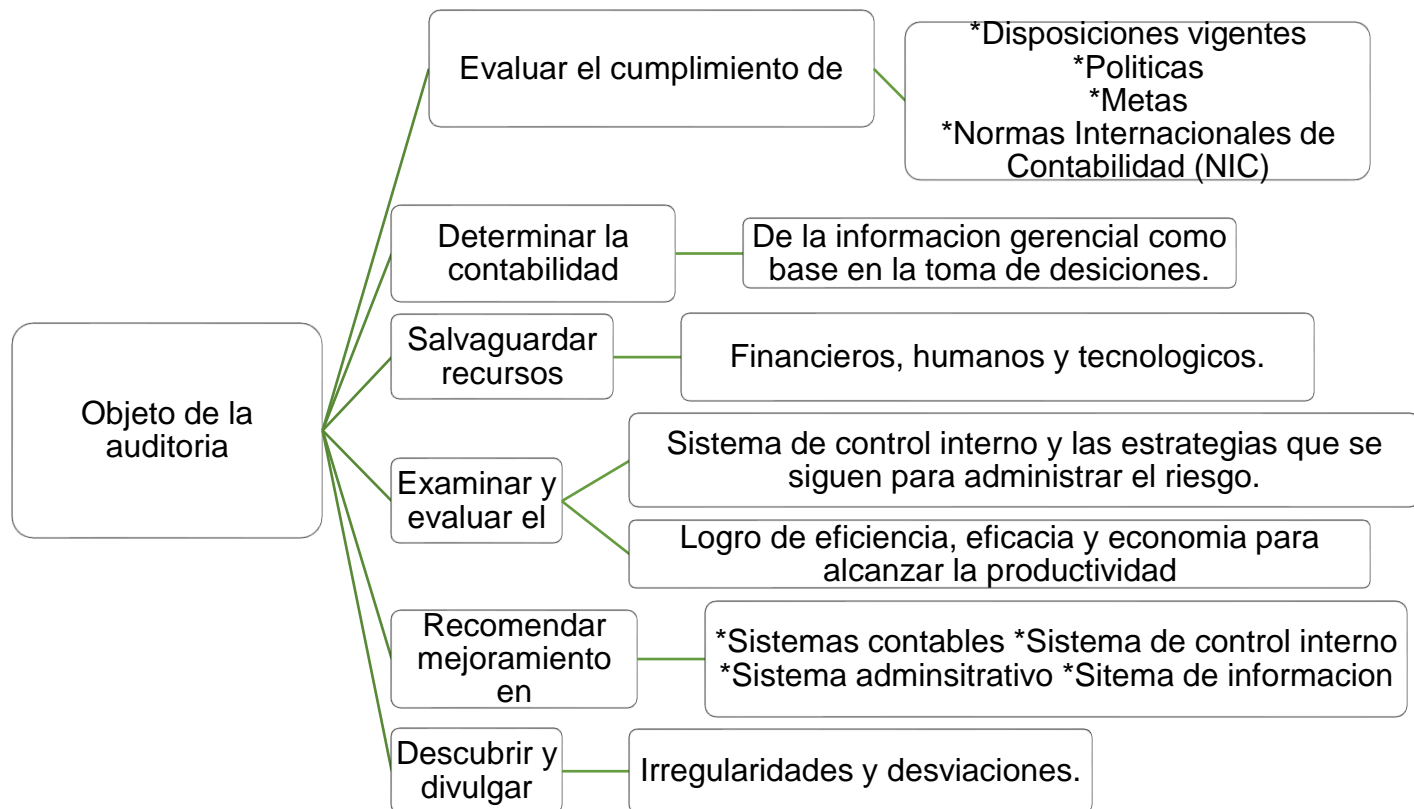 Objeto de la
auditoria
Evaluar el cumplimiento de
*Disposiciones vigentes
*Politicas
*Metas
*Normas Internacionales de
Contabilidad (NIC)
Determinar la
contabilidad
De la informacion gerencial como
base en la toma de desiciones.
Salvaguardar
recursos
Financieros, humanos y tecnologicos.
Examinar y
evaluar el
Sistema de control interno y las estrategias que se
siguen para administrar el riesgo.
Logro de eficiencia, eficacia y economia para
alcanzar la productividad
Recomendar
mejoramiento
en
*Sistemas contables *Sistema de control interno
*Sistema adminsitrativo *Sitema de informacion
Descubrir y
divulgar
Irregularidades y desviaciones.